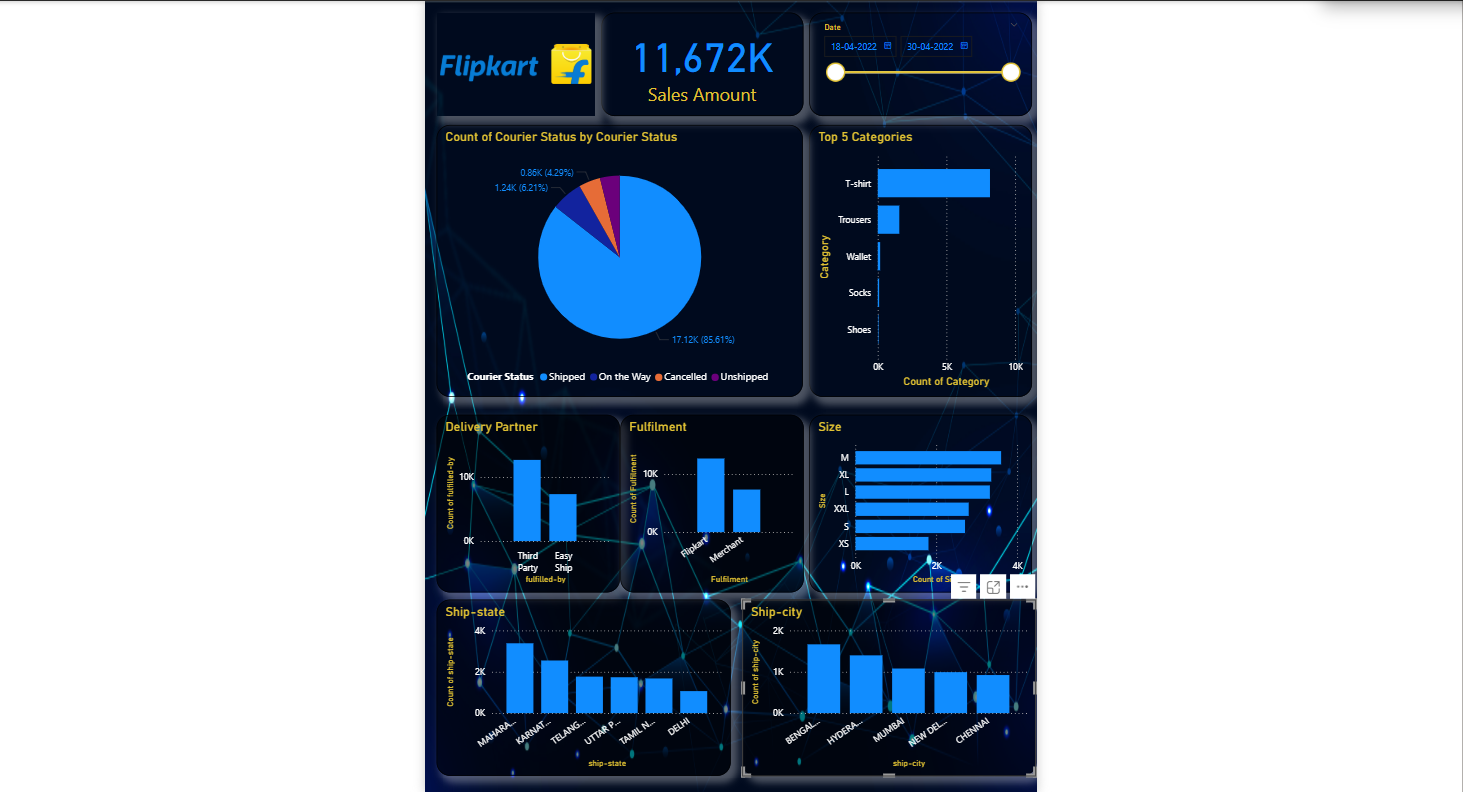 Flipkart
11,672K
Sales Amount
Date
18-04-2022
30-04-2022
Count of Courier Status by Courier Status
0.86K (4.29%)
1.24K (6.21%)
17.12K (85.61%)
Courier Status Shipped On the Way Cancelled Unshipped
Top 5 Categories
Category
T-shirt
Trousers
Wallet
Socks
Shoes
0K 5K 10K
Count of Category
Delivery Partner
Count of fulfilled-by
10K
0K
Third Party
Easy Ship
fulfilled-by
Fulfilment
Count of Fulfilment
10K
0K
Flipkart
Merchant
Fulfilment
Size
Size
M
XL
L
XXL
S
XS
0K 2K 4K
Count of Si
Ship-state
Count of ship-state
4K
2K
0K
MAHARA...
KARNAT...
TELANG...
UTTAR P...
TAMIL N...
DELHI
ship-state
Ship-city
Count of ship-city
2K
1K
0K
BENGAL...
HYDERA...
MUMBAI
NEW DEL...
CHENNAI
ship-city